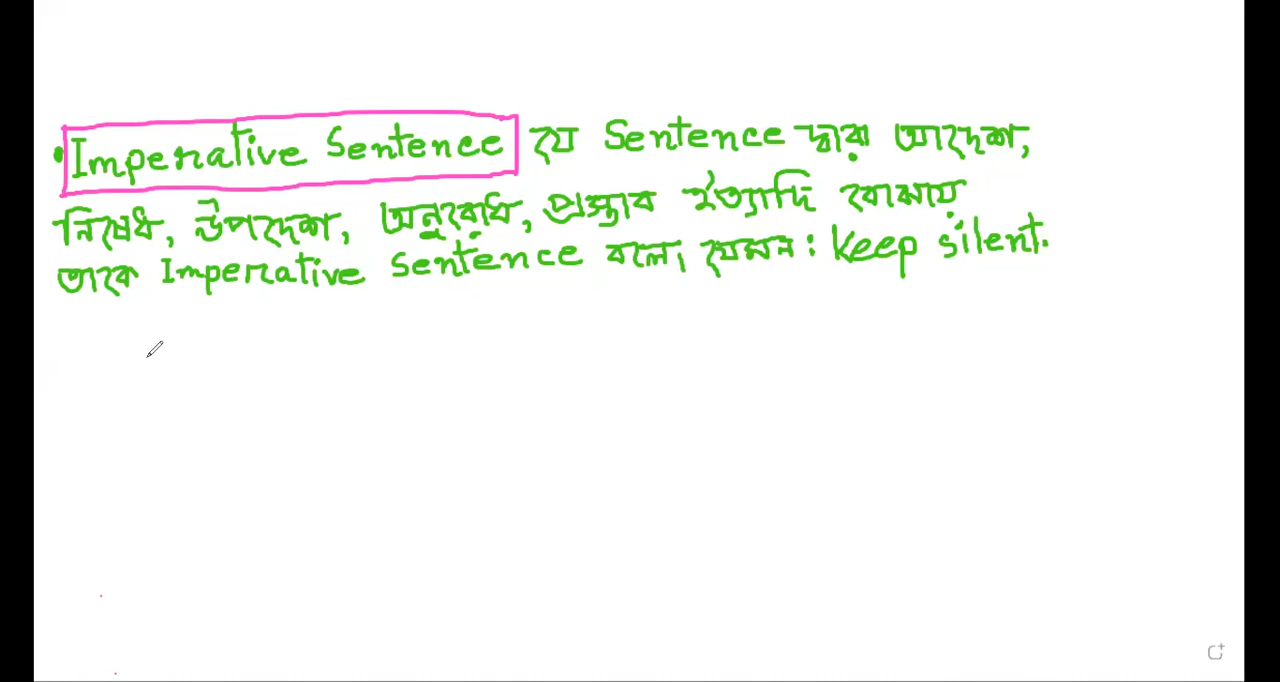 • Imperative Sentence যে Sentence দ্বারা আদেশ,
নিষেধ, উপদেশ, অনুরোধ, প্রস্তাব ইত্যাদি বোঝায়
তাকে Imperative Sentence বলে। যেমন: Keep silent.